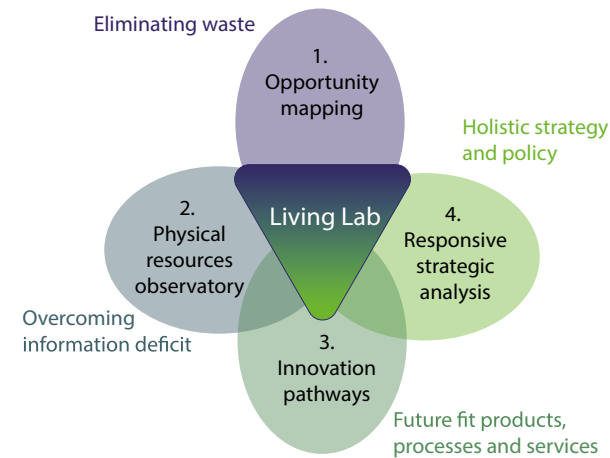 Eliminating waste
1.
Opportunity
mapping
Holistic strategy
and policy
2.
Physical
resources
observatory
Living Lab
4.
Responsive
strategic
analysis
Overcoming
information deficit
3.
Innovation
pathways
Future fit products,
processes and services